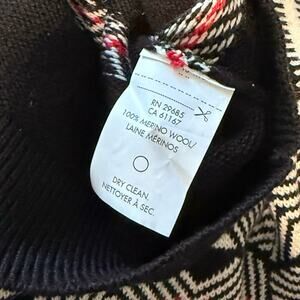 RN 29685
CA 61167
100% MERINO WOOL/
LAINE MÉRINOS
DRY CLEAN.
NETTOYER À SEC.